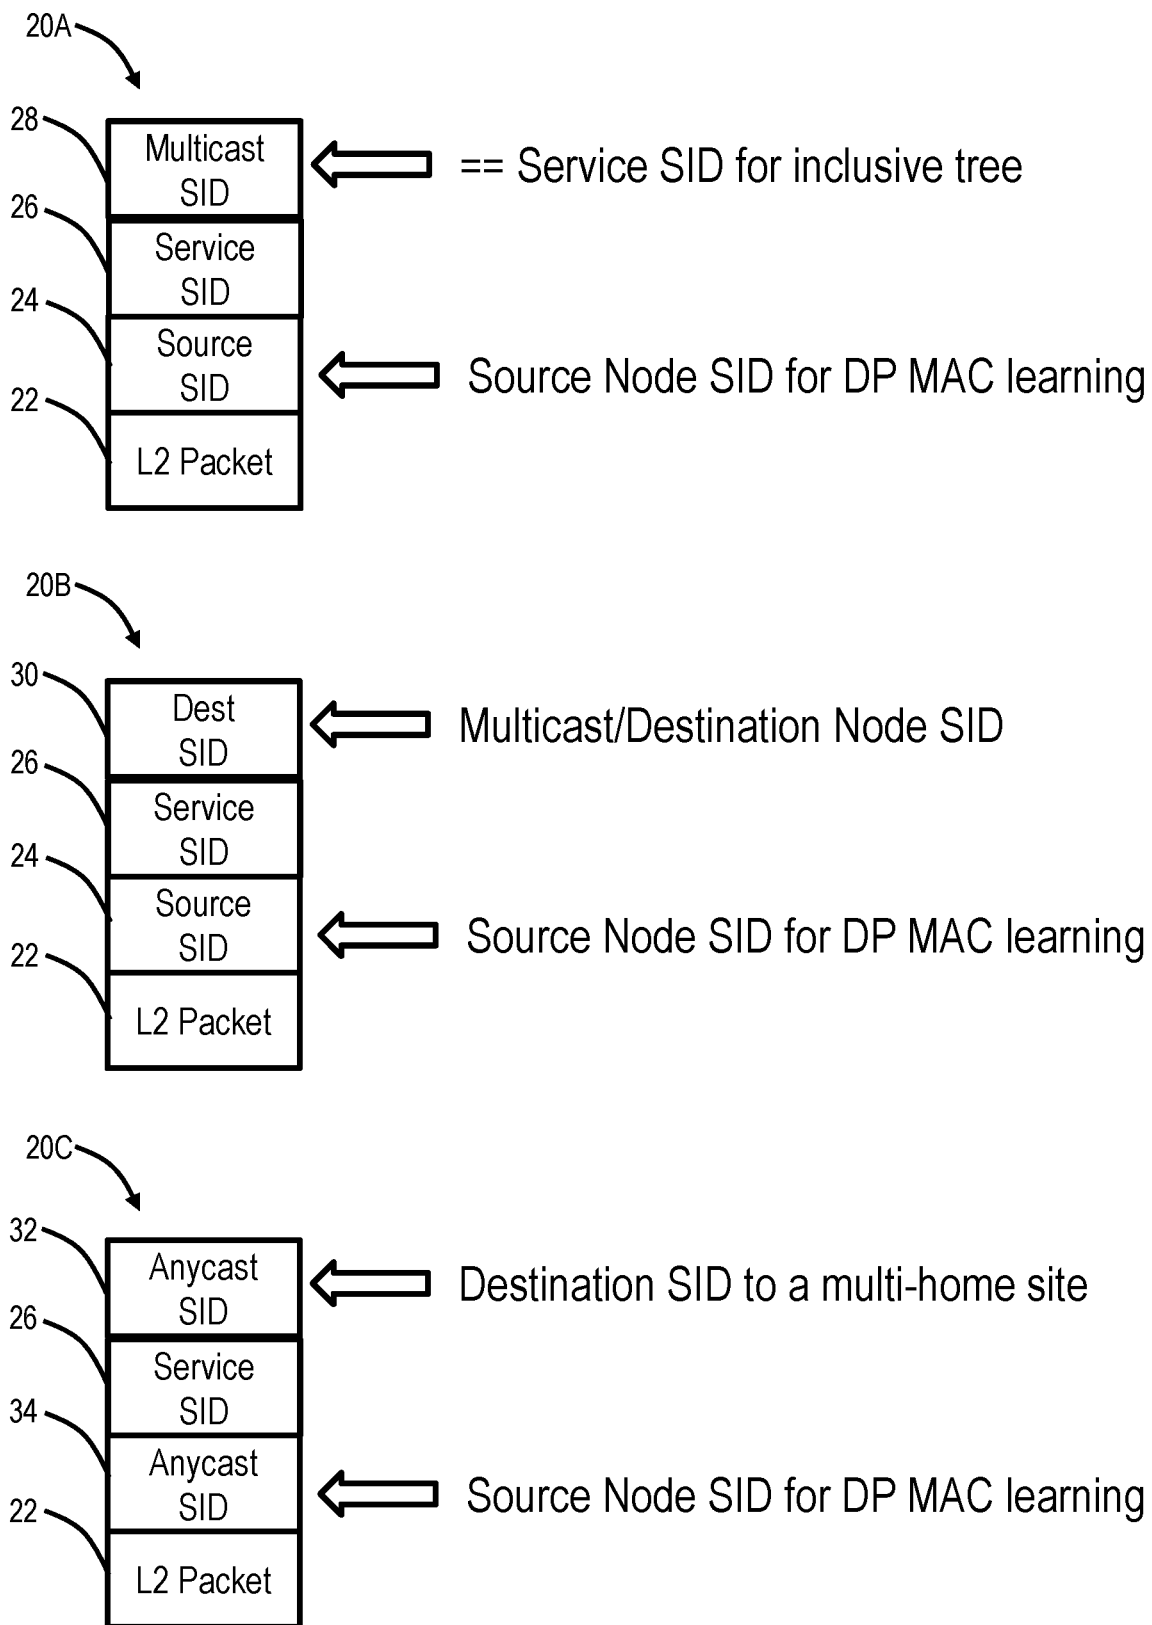 20A
28
Multicast
SID
== Service SID for inclusive tree
26
Service
SID
24
Source
SID
Source Node SID for DP MAC learning
22
L2 Packet
20B
30
Dest
SID
Multicast/Destination Node SID
26
Service
SID
24
Source
SID
Source Node SID for DP MAC learning
22
L2 Packet
20C
32
Anycast
SID
Destination SID to a multi-home site
26
Service
SID
34
Anycast
SID
Source Node SID for DP MAC learning
22
L2 Packet